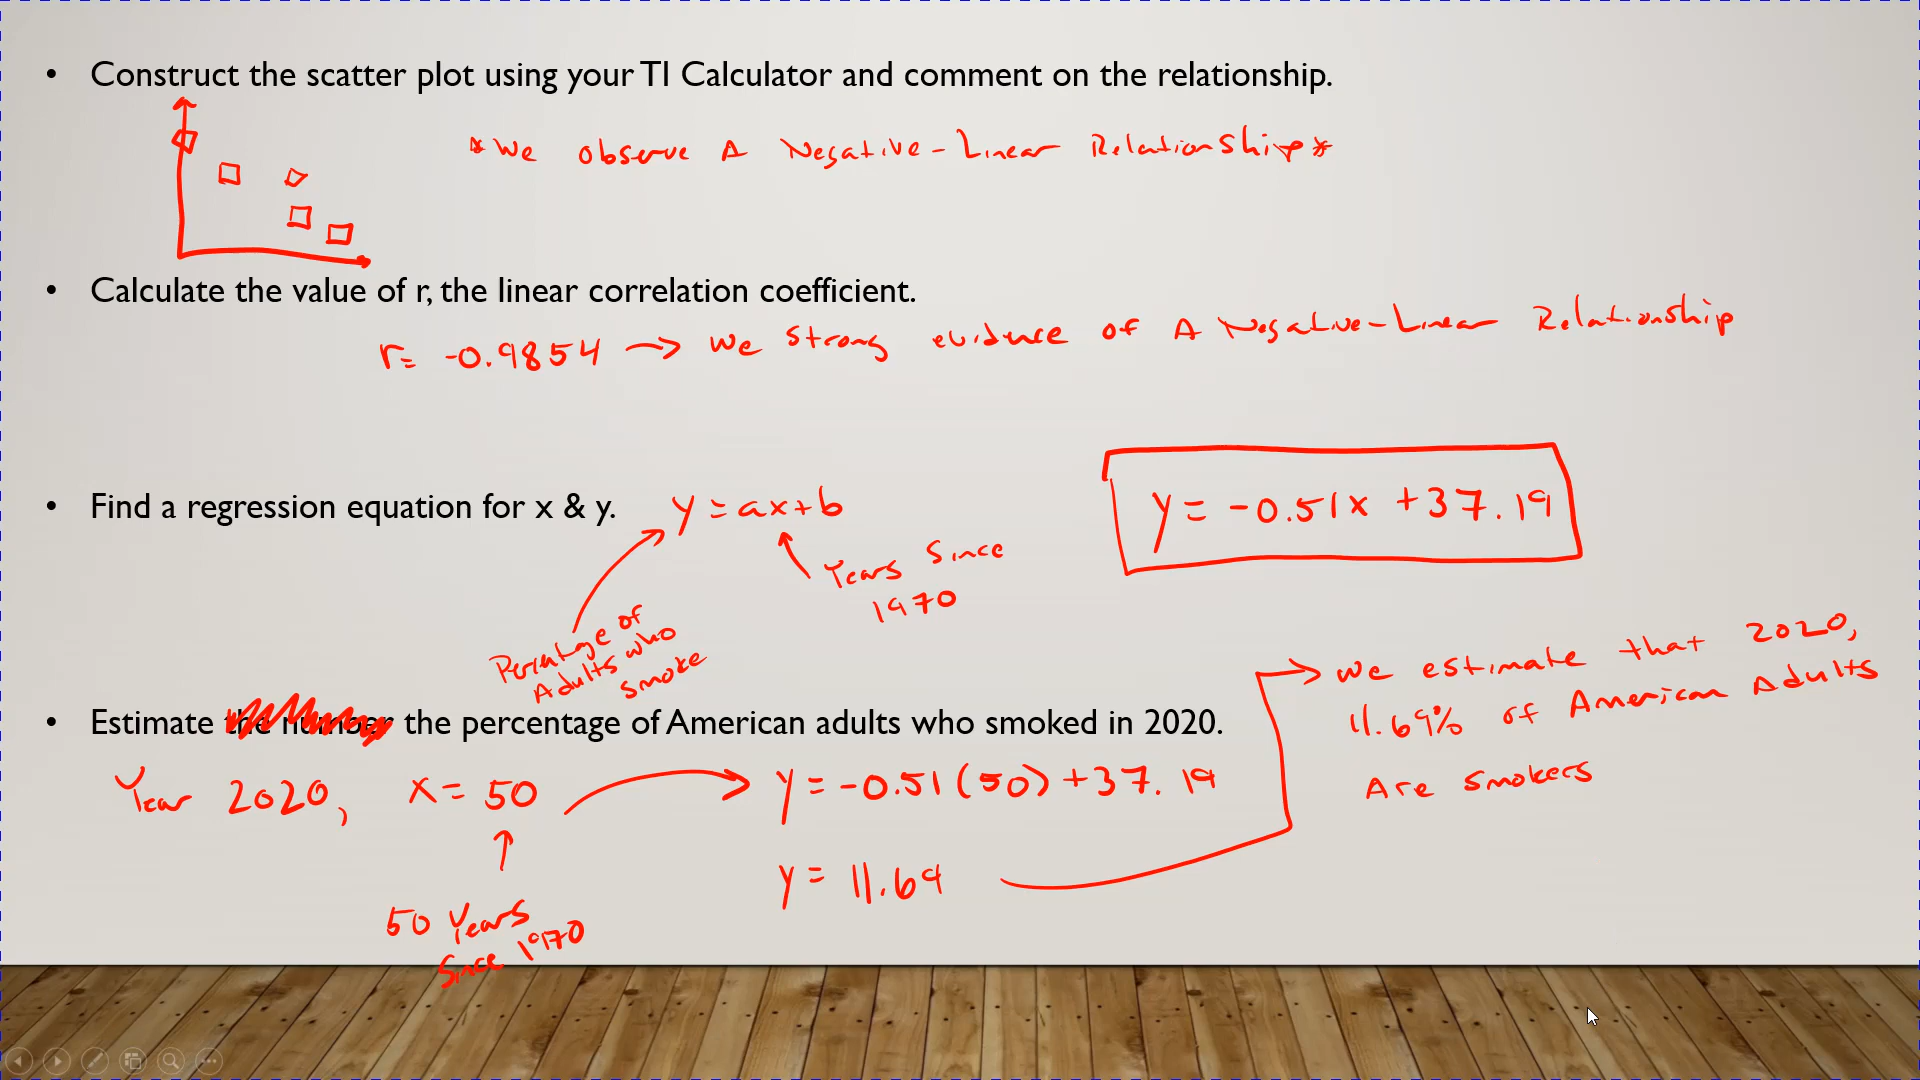 • Construct the scatter plot using your TI Calculator and comment on the relationship.
*We observe A Negative-Linear Relationship*
• Calculate the value of r, the linear correlation coefficient.
r= -0.9854 → We strong evidence of A Negative-Linear Relationship
• Find a regression equation for x & y.
y = ax+b
y = -0.51x +37.19
Years Since
1970
Percentage of
Adults who
smoke
• Estimate the number the percentage of American adults who smoked in 2020.
Year 2020, x = 50
50 Years
Since 1970
y = -0.51(50)+37.19
y = 11.69
We estimate that 2020,
11.69% of American Adults
Are smokers